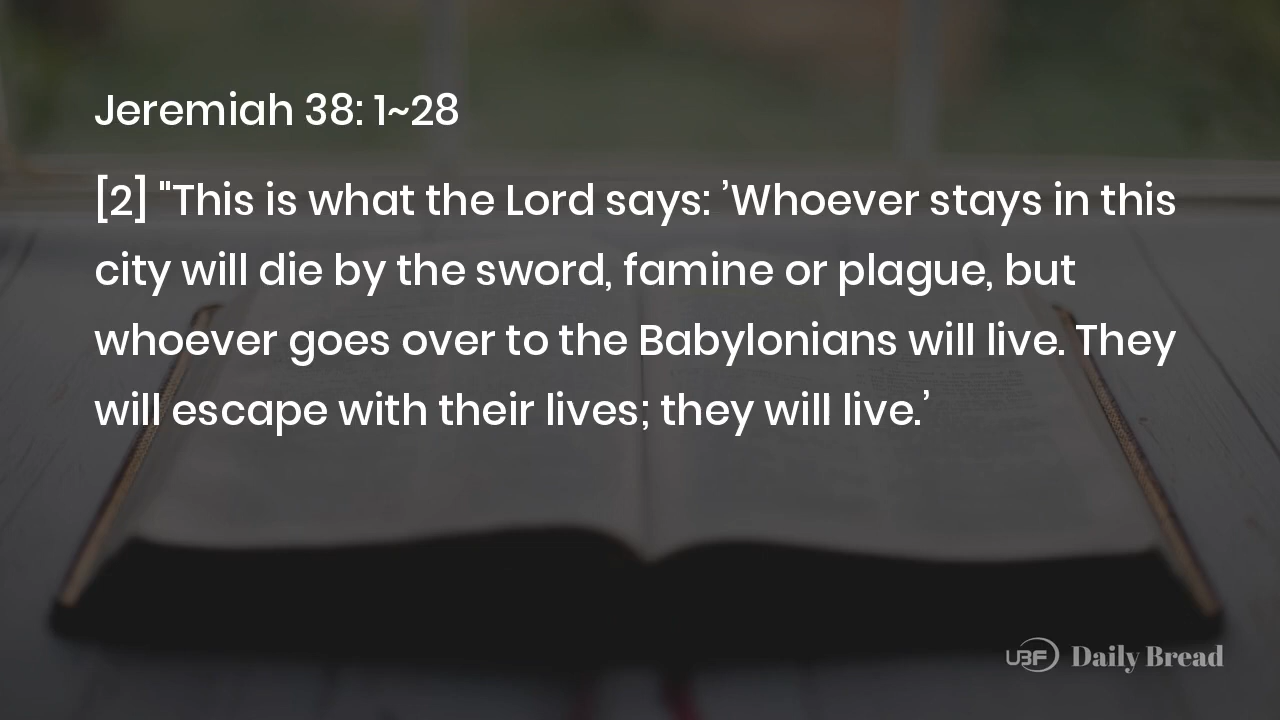 Jeremiah 38: 1~28
[2] "This is what the Lord says: ’Whoever stays in this
city will die by the sword, famine or plague, but
whoever goes over to the Babylonians will live. They
will escape with their lives; they will live.’
UBF Daily Bread